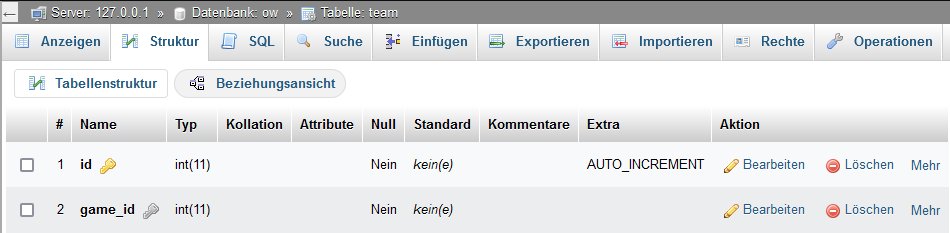 Server: 127.0.0.1 » Datenbank: ow » Tabelle: team
Anzeigen Struktur SQL Suche Einfügen Exportieren Importieren Rechte Operationen
Tabellenstruktur Beziehungsansicht
# Name Typ Kollation Attribute Null Standard Kommentare Extra Aktion
1 id int(11) Nein kein(e) AUTO_INCREMENT Bearbeiten Löschen Mehr
2 game_id int(11) Nein kein(e) Bearbeiten Löschen Mehr